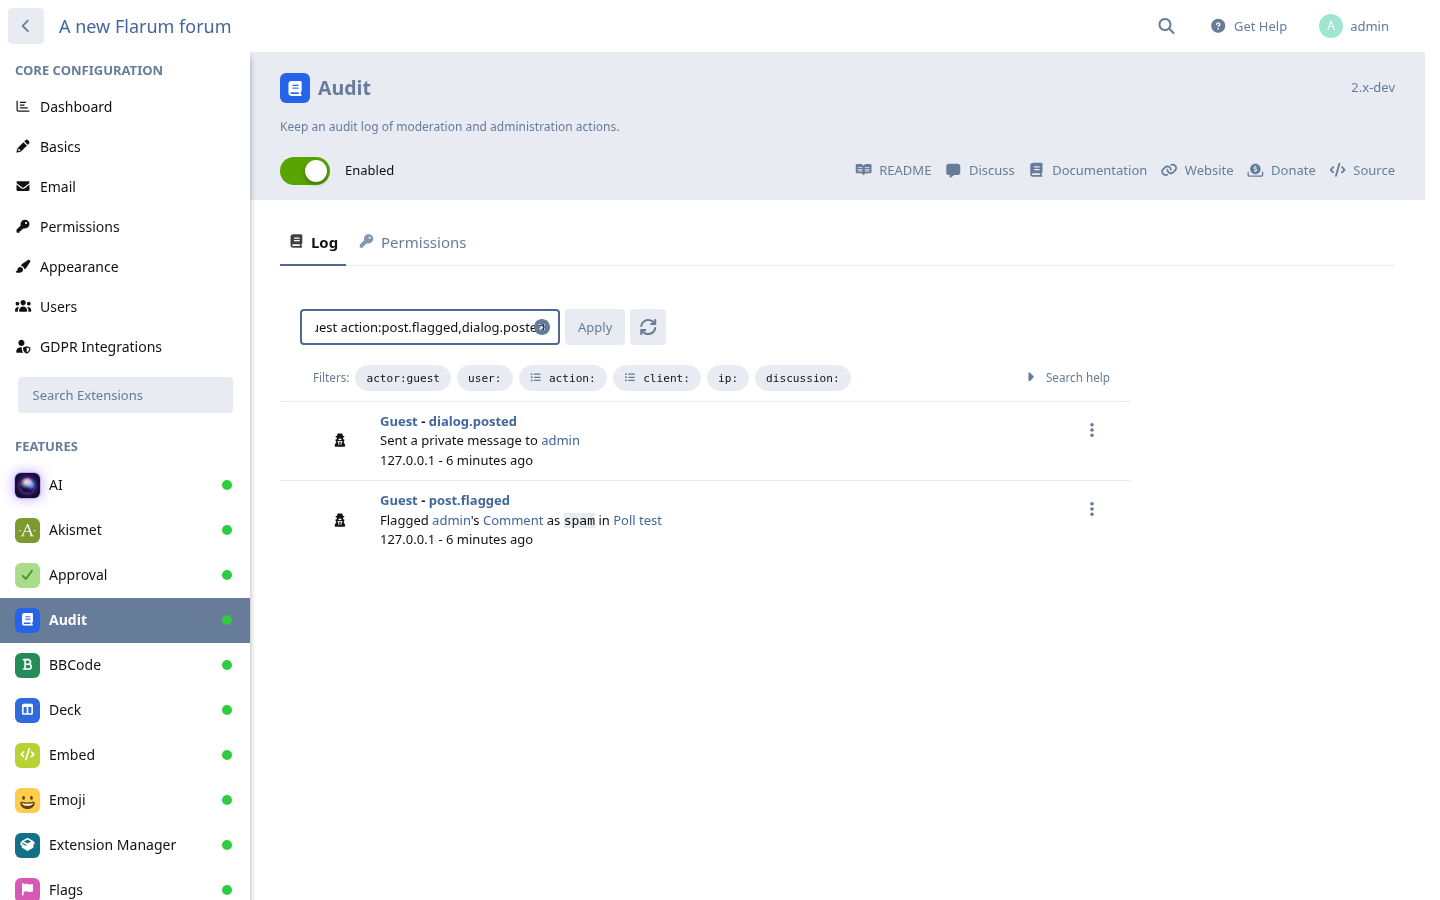 A new Flarum forum
Get Help
A admin
CORE CONFIGURATION
Dashboard
Basics
Email
Permissions
Appearance
Users
GDPR Integrations
Search Extensions
FEATURES
AI
Akismet
Approval
Audit
BBCode
Deck
Embed
Emoji
Extension Manager
Flags
Audit
2.x-dev
Keep an audit log of moderation and administration actions.
Enabled
README Discuss Documentation Website Donate Source
Log Permissions
action:post.flagged,dialog.posted
Apply
Filters: actor:guest user: action: client: ip: discussion:
Search help
Guest - dialog.posted
Sent a private message to admin
127.0.0.1 - 6 minutes ago
Guest - post.flagged
Flagged admin's Comment as spam in Poll test
127.0.0.1 - 6 minutes ago